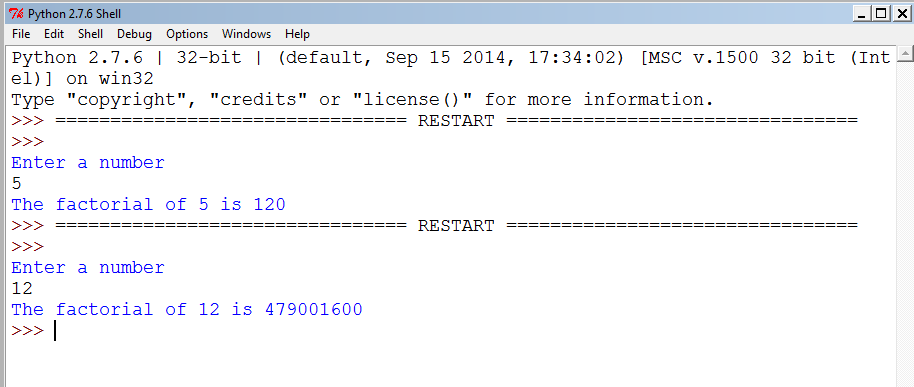 Python 2.7.6 Shell
File Edit Shell Debug Options Windows Help
Python 2.7.6 | 32-bit | (default, Sep 15 2014, 17:34:02) [MSC v.1500 32 bit (Int
el)] on win32
Type "copyright", "credits" or "license()" for more information.
>>> ================================ RESTART ================================
>>>
Enter a number
5
The factorial of 5 is 120
>>> ================================ RESTART ================================
>>>
Enter a number
12
The factorial of 12 is 479001600
>>>